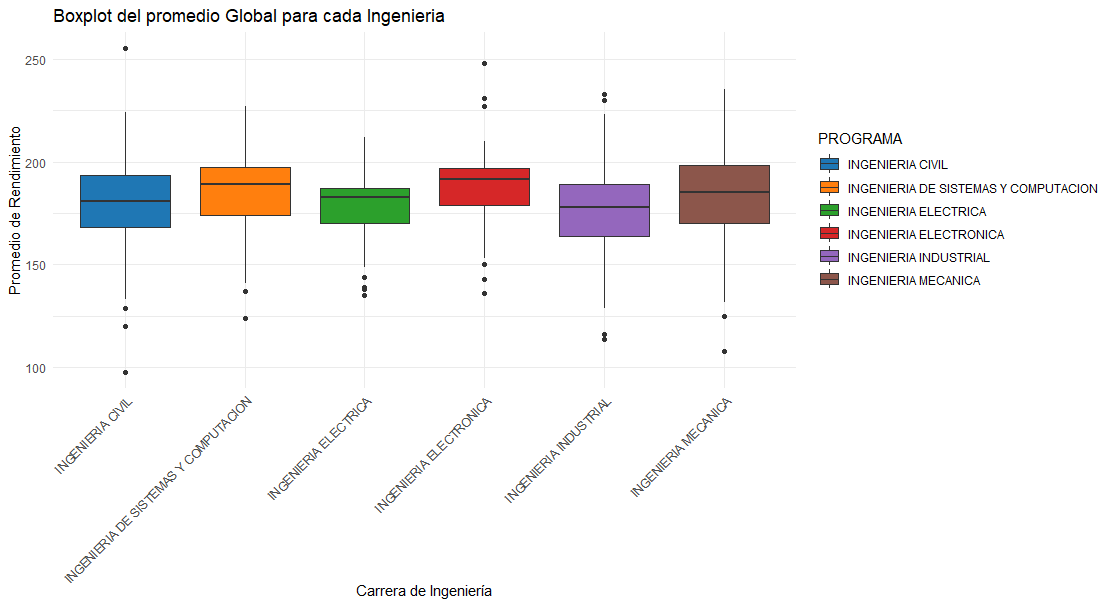 Boxplot del promedio Global para cada Ingenieria
Promedio de Rendimiento
250
200
150
100
INGENIERIA CIVIL
INGENIERIA DE SISTEMAS Y COMPUTACION
INGENIERIA ELECTRICA
INGENIERIA ELECTRONICA
INGENIERIA INDUSTRIAL
INGENIERIA MECANICA
Carrera de Ingeniería
PROGRAMA
INGENIERIA CIVIL
INGENIERIA DE SISTEMAS Y COMPUTACION
INGENIERIA ELECTRICA
INGENIERIA ELECTRONICA
INGENIERIA INDUSTRIAL
INGENIERIA MECANICA